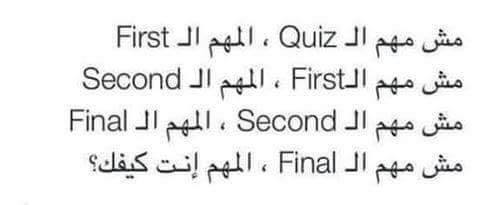 مش مهم الـ Quiz ، المهم الـ First
مش مهم الـFirst ، المهم الـ Second
مش مهم الـ Second ، المهم الـ Final
مش مهم الـ Final ، المهم إنت كيفك؟